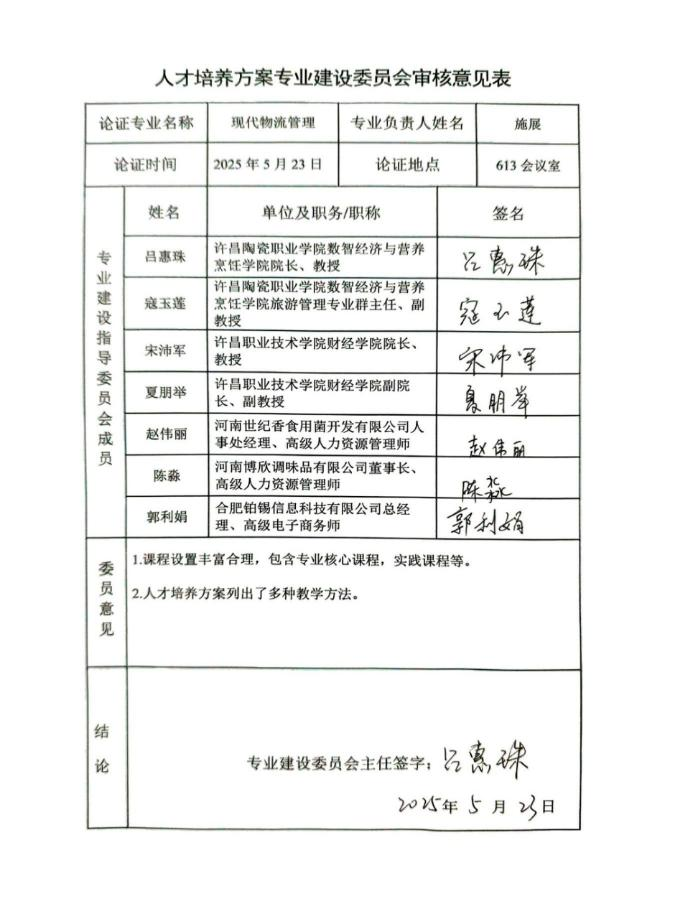 人才培养方案专业建设委员会审核意见表
论证专业名称 现代物流管理 专业负责人姓名 施展
论证时间 2025 年 5 月 23 日 论证地点 613 会议室
专业建设指导委员会成员
姓名 单位及职务/职称 签名
吕惠珠 许昌陶瓷职业学院数智经济与营养
烹饪学院院长、教授 吕惠珠
寇玉莲 许昌陶瓷职业学院数智经济与营养
烹饪学院旅游管理专业群主任、副
教授 寇玉莲
宋沛军 许昌职业技术学院财经学院院长、
教授 宋沛军
夏朋举 许昌职业技术学院财经学院副院
长、副教授 夏朋举
赵伟丽 河南世纪香食用菌开发有限公司人
事处经理、高级人力资源管理师 赵伟丽
陈淼 河南博欣调味品有限公司董事长、
高级人力资源管理师 陈淼
郭利娟 合肥铂锡信息科技有限公司总经
理、高级电子商务师 郭利娟
委员意见
1.课程设置丰富合理，包含专业核心课程，实践课程等。
2.人才培养方案列出了多种教学方法。
结论
专业建设委员会主任签字：吕惠珠
2025年 5 月 23日